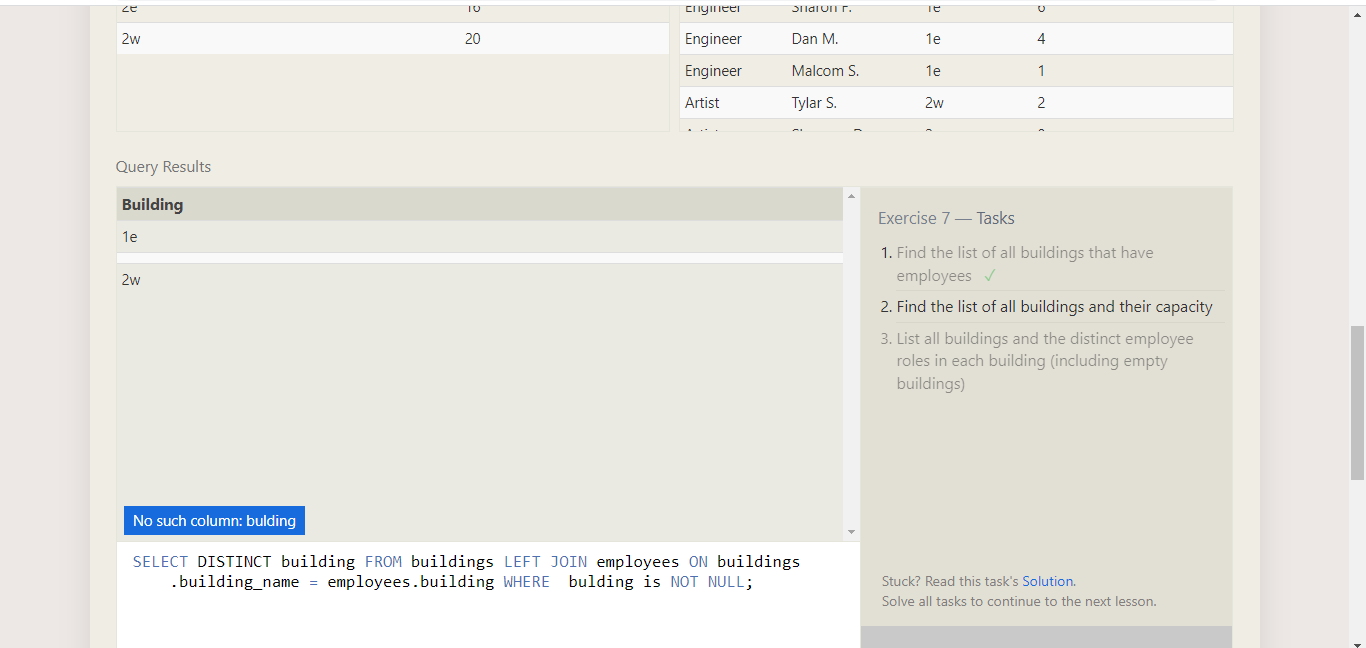 2e 16
2w 20
Engineer Sharon F. 1e 6
Engineer Dan M. 1e 4
Engineer Malcom S. 1e 1
Artist Tylar S. 2w 2
Query Results
Building
1e
2w
No such column: bulding
SELECT DISTINCT building FROM buildings LEFT JOIN employees ON buildings
.building_name = employees.building WHERE  bulding is NOT NULL;
Exercise 7 — Tasks
1. Find the list of all buildings that have
employees ✓
2. Find the list of all buildings and their capacity
3. List all buildings and the distinct employee
roles in each building (including empty
buildings)
Stuck? Read this task's Solution.
Solve all tasks to continue to the next lesson.